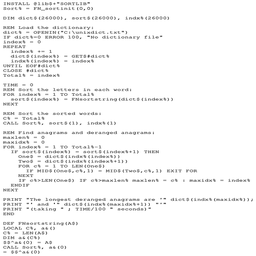 INSTALL @lib$+"SORTLIB"
Sort% = FN_sortinit(0,0)
DIM dict$(26000), sort$(26000), indx%(26000)
REM Load the dictionary:
dict% = OPENIN("C:\unixdict.txt")
IF dict%=0 ERROR 100, "No dictionary file"
index% = 0
REPEAT
index% += 1
dict$(index%) = GET$#dict%
indx%(index%) = index%
UNTIL EOF#dict%
CLOSE #dict%
Total% = index%
TIME = 0
REM Sort the letters in each word:
FOR index% = 1 TO Total%
sort$(index%) = FNsortstring(dict$(index%))
NEXT
REM Sort the sorted words:
C% = Total%
CALL Sort%, sort$(1), indx%(1)
REM Find anagrams and deranged anagrams:
maxlen% = 0
maxidx% = 0
FOR index% = 1 TO Total%-1
IF sort$(index%) = sort$(index%+1) THEN
One$ = dict$(indx%(index%))
Two$ = dict$(indx%(index%+1))
FOR c% = 1 TO LEN(One$)
IF MID$(One$,c%,1) = MID$(Two$,c%,1) EXIT FOR
NEXT
IF c%>LEN(One$) IF c%>maxlen% maxlen% = c% : maxidx% = index%
ENDIF
NEXT
PRINT "The longest deranged anagrams are '" dict$(indx%(maxidx%));
PRINT "' and '" dict$(indx%(maxidx%+1)) "'"
PRINT "(taking " ; TIME/100 " seconds)"
END
DEF FNsortstring(A$)
LOCAL C%, a&()
C% = LEN(A$)
DIM a&(C%)
$$^a&(0) = A$
CALL Sort%, a&(0)
= $$^a&(0)